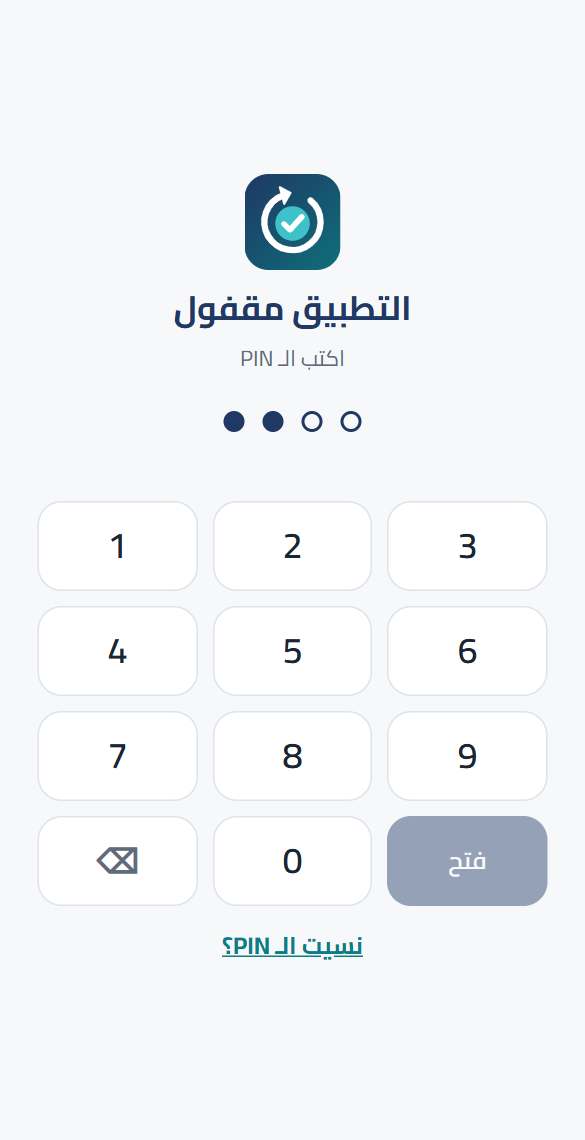 التطبيق مقفول
اكتب الـ PIN
1 2 3
4 5 6
7 8 9
⌫ 0 فتح
نسيت الـ PIN؟